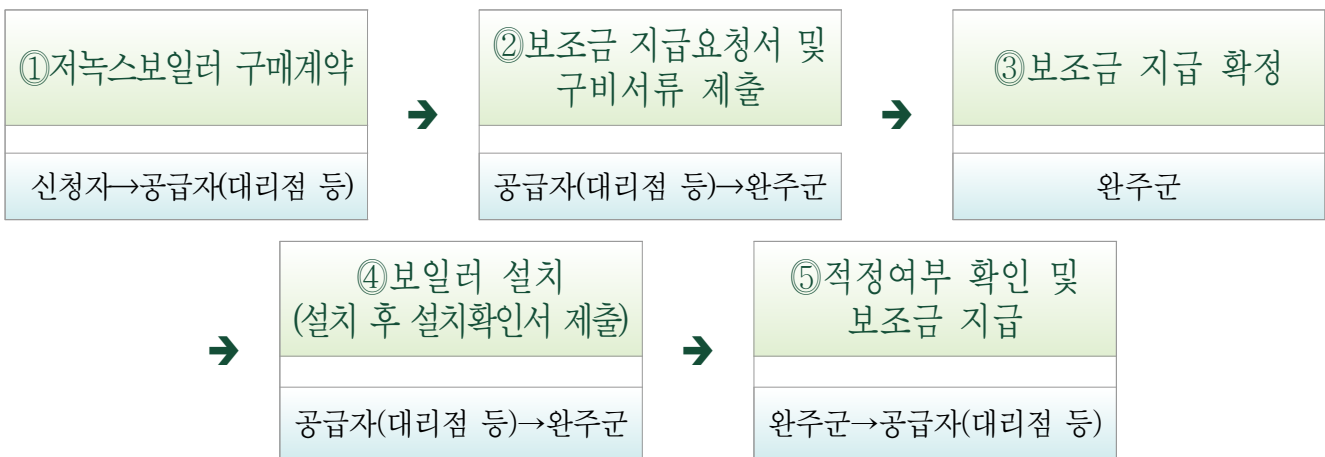 ①저녹스보일러 구매계약
신청자→공급자(대리점 등)
➔
②보조금 지급요청서 및
구비서류 제출
공급자(대리점 등)→완주군
➔
③보조금 지급 확정
완주군
➔
④보일러 설치
(설치 후 설치확인서 제출)
공급자(대리점 등)→완주군
➔
⑤적정여부 확인 및
보조금 지급
완주군→공급자(대리점 등)